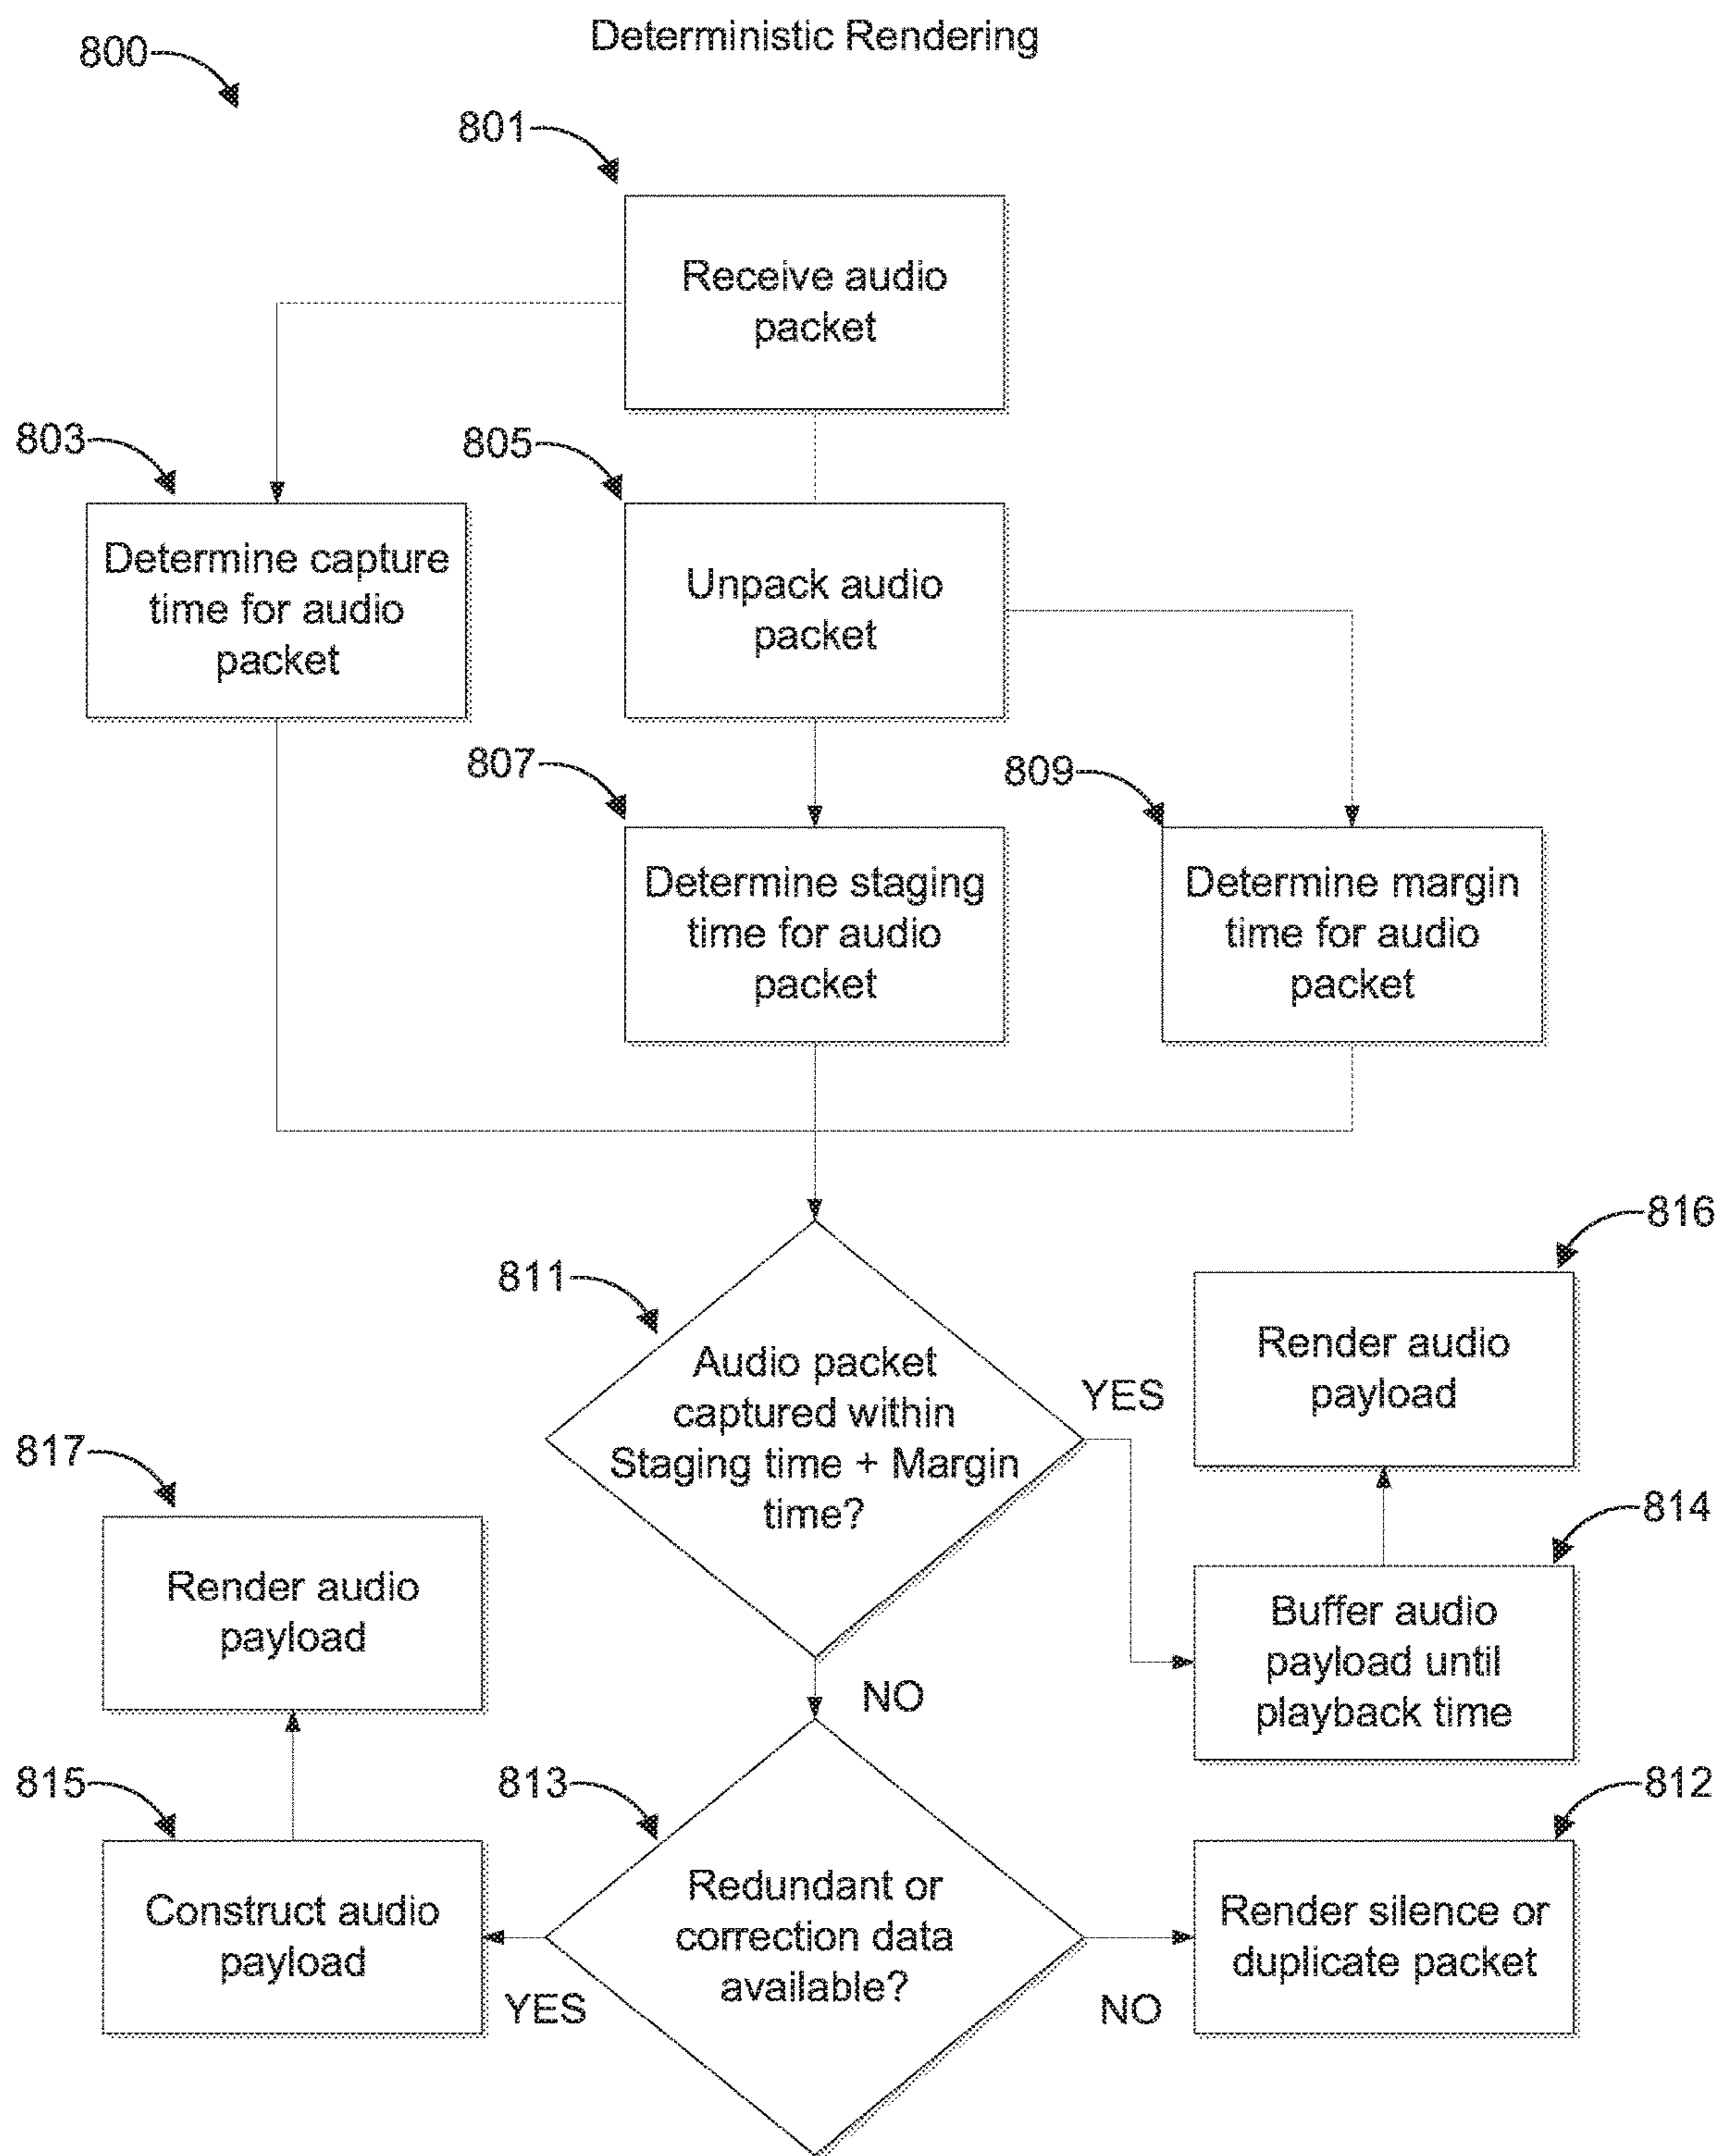 Deterministic Rendering
800
801
Receive audio
packet
803
805
Determine capture
time for audio
packet
Unpack audio
packet
807
809
Determine staging
time for audio
packet
Determine margin
time for audio
packet
811
Audio packet
captured within
Staging time + Margin
time?
YES
816
Render audio
payload
817
Render audio
payload
814
Buffer audio
payload until
playback time
NO
815
Construct audio
payload
813
Redundant or
correction data
available?
YES
NO
812
Render silence or
duplicate packet